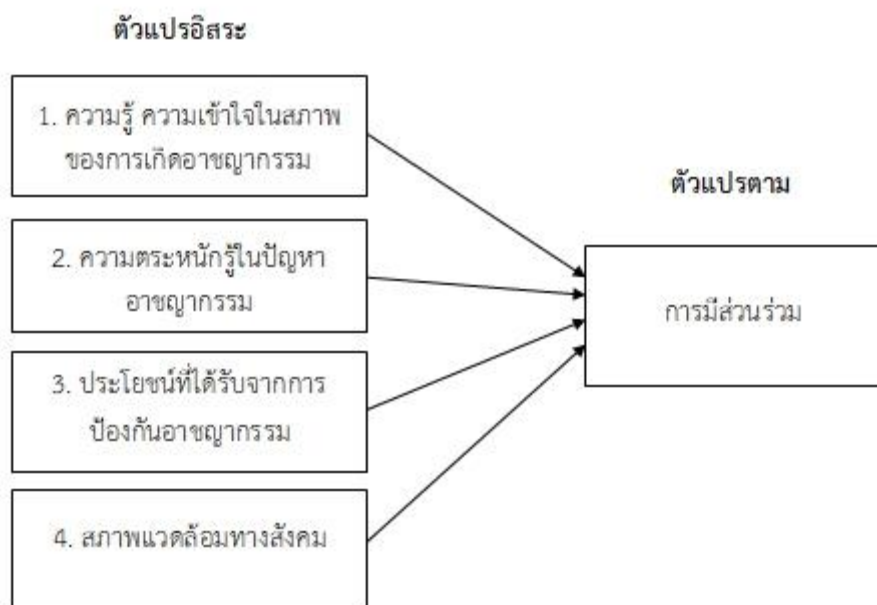 ตัวแปรอิสระ
1. ความรู้ ความเข้าใจในสภาพ
ของการเกิดอาชญากรรม
2. ความตระหนักรู้ในปัญหา
อาชญากรรม
3. ประโยชน์ที่ได้รับจากการ
ป้องกันอาชญากรรม
4. สภาพแวดล้อมทางสังคม
ตัวแปรตาม
การมีส่วนร่วม